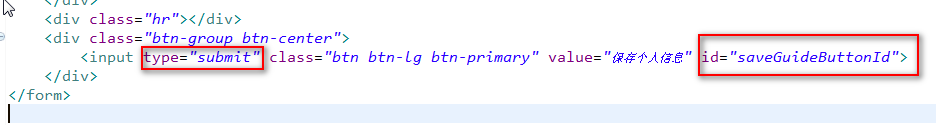 </div>
<div class="hr"></div>
<div class="btn-group btn-center">
<input type="submit" class="btn btn-lg btn-primary" value="保存个人信息" id="saveGuideButtonId">
</div>
</form>